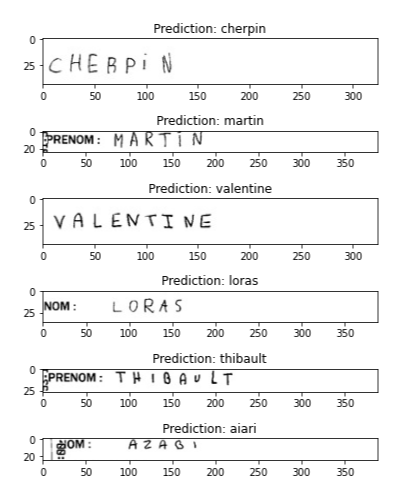 Prediction: cherpin
0
25
CHERPiN
0 50 100 150 200 250 300
Prediction: martin
0
20
PRENOM : MARTiN
0 50 100 150 200 250 300 350
Prediction: valentine
0
25
VALENTINE
0 50 100 150 200 250 300
Prediction: loras
0
25
NOM : LORAS
0 50 100 150 200 250 300 350
Prediction: thibault
0
25
PRENOM : THIBAULT
0 50 100 150 200 250 300 350
Prediction: aiari
0
20
NOM : AZABI
0 50 100 150 200 250 300 350